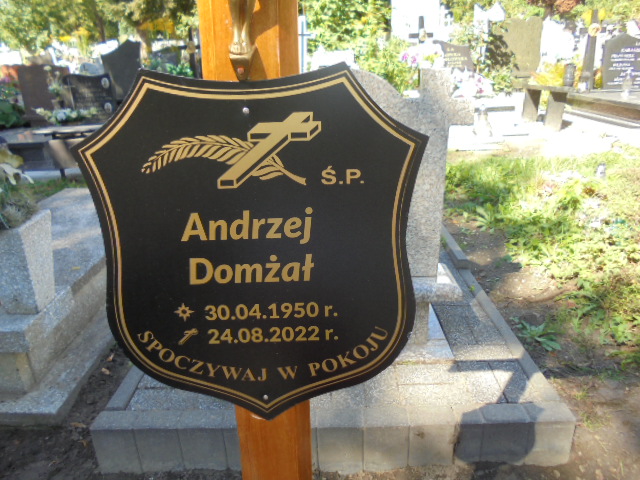 Ś.P.
Andrzej
Domżał
30.04.1950 r.
24.08.2022 r.
SPOCZYWAJ W POKOJU